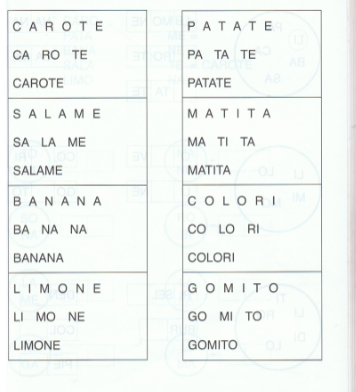 C A R O T E
CA RO TE
CAROTE
S A L A M E
SA LA ME
SALAME
B A N A N A
BA NA NA
BANANA
L I M O N E
LI MO NE
LIMONE
P A T A T E
PA TA TE
PATATE
M A T I T A
MA TI TA
MATITA
C O L O R I
CO LO RI
COLORI
G O M I T O
GO MI TO
GOMITO